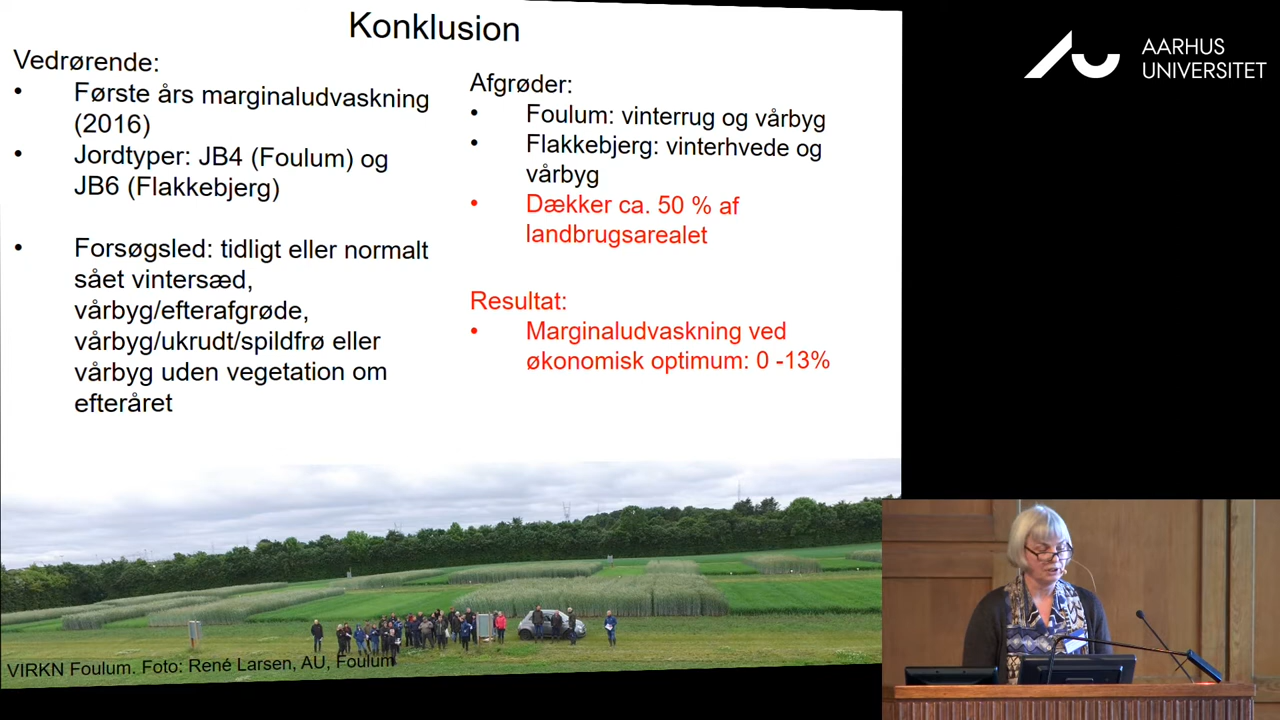 Konklusion
Vedrørende:
• Første års marginaludvaskning
(2016)
• Jordtyper: JB4 (Foulum) og
JB6 (Flakkebjerg)
• Forsøgsled: tidligt eller normalt
sået vintersæd,
vårbyg/efterafgrøde,
vårbyg/ukrudt/spildfrø eller
vårbyg uden vegetation om
efteråret
Afgrøder:
• Foulum: vinterrug og vårbyg
• Flakkebjerg: vinterhvede og
vårbyg
• Dækker ca. 50 % af
landbrugsarealet
Resultat:
• Marginaludvaskning ved
økonomisk optimum: 0 -13%
VIRKN Foulum. Foto: René Larsen, AU, Foulum
AARHUS
UNIVERSITET